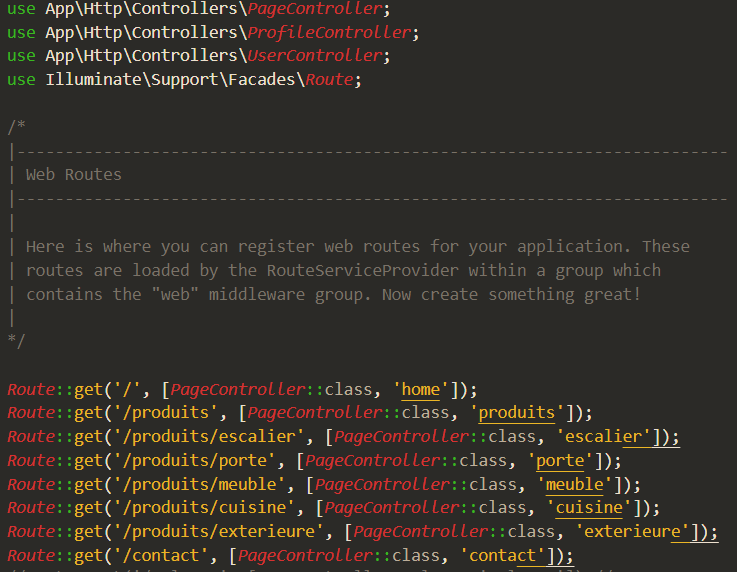 use App\Http\Controllers\PageController;
use App\Http\Controllers\ProfileController;
use App\Http\Controllers\UserController;
use Illuminate\Support\Facades\Route;
/*
|--------------------------------------------------------------------------
| Web Routes
|--------------------------------------------------------------------------
|
| Here is where you can register web routes for your application. These
| routes are loaded by the RouteServiceProvider within a group which
| contains the "web" middleware group. Now create something great!
|
*/
Route::get('/', [PageController::class, 'home']);
Route::get('/produits', [PageController::class, 'produits']);
Route::get('/produits/escalier', [PageController::class, 'escalier']);
Route::get('/produits/porte', [PageController::class, 'porte']);
Route::get('/produits/meuble', [PageController::class, 'meuble']);
Route::get('/produits/cuisine', [PageController::class, 'cuisine']);
Route::get('/produits/exterieure', [PageController::class, 'exterieure']);
Route::get('/contact', [PageController::class, 'contact']);